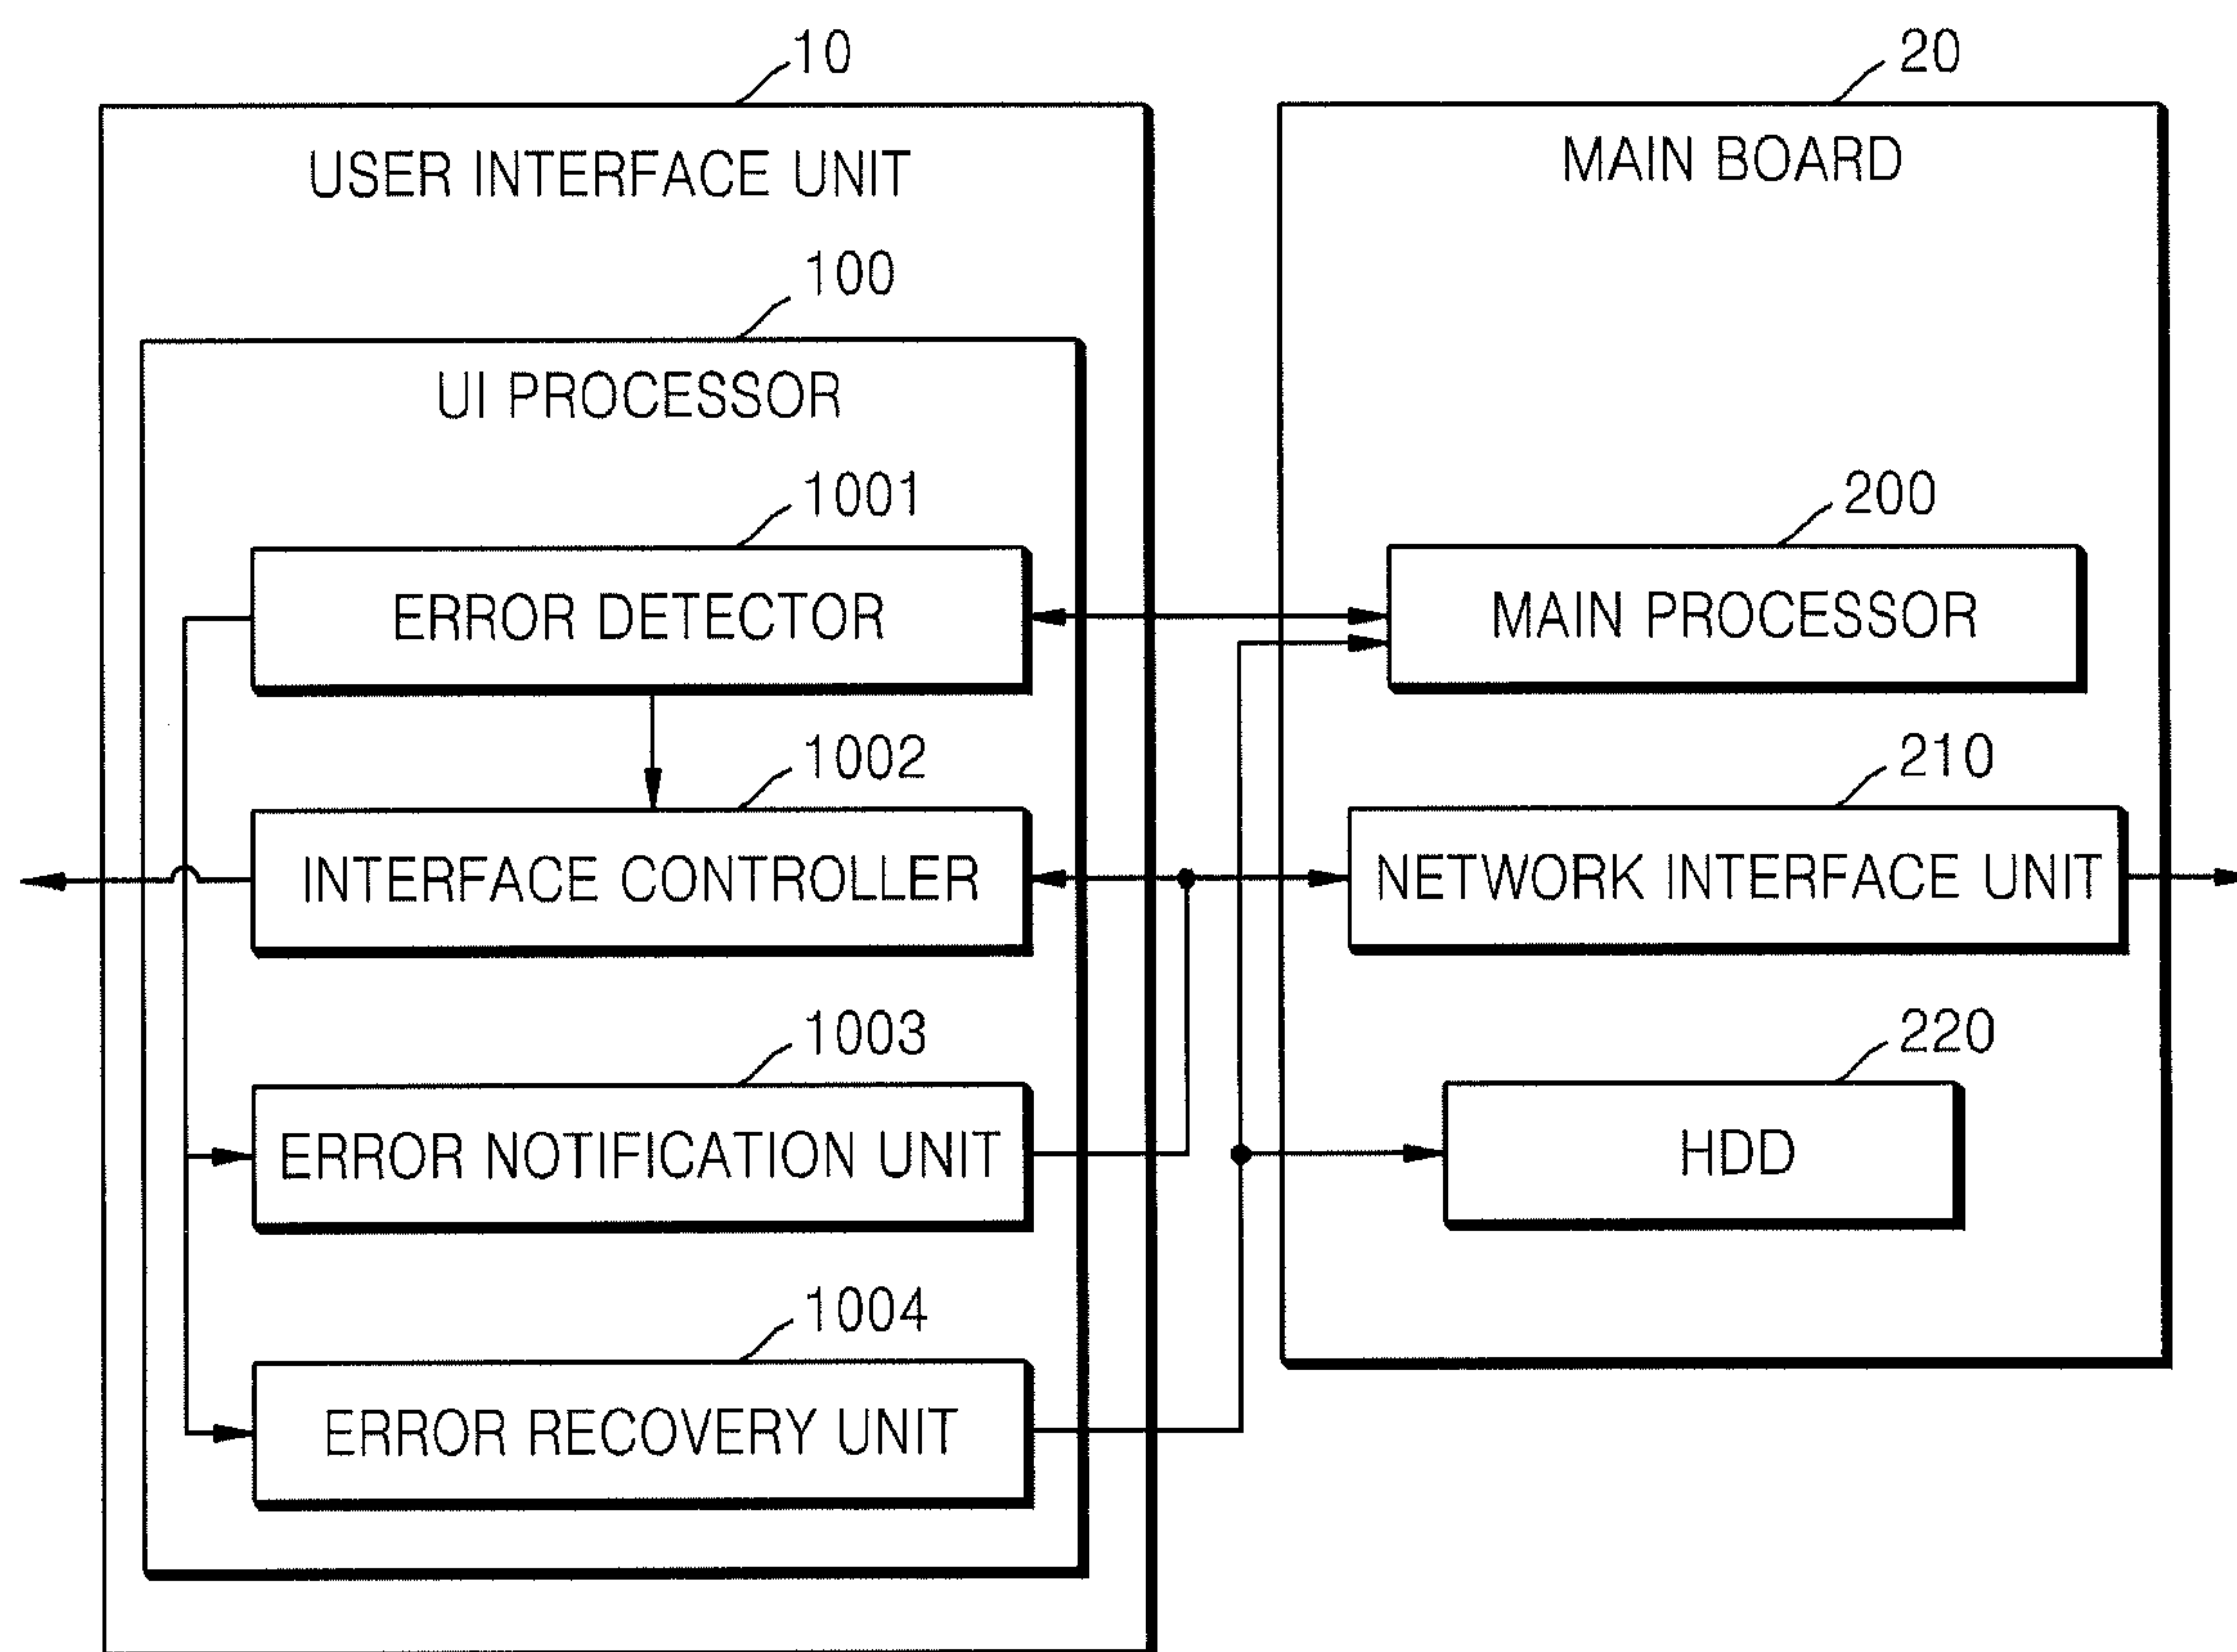 10
USER INTERFACE UNIT
100
UI PROCESSOR
1001
ERROR DETECTOR
1002
INTERFACE CONTROLLER
1003
ERROR NOTIFICATION UNIT
1004
ERROR RECOVERY UNIT
20
MAIN BOARD
200
MAIN PROCESSOR
210
NETWORK INTERFACE UNIT
220
HDD